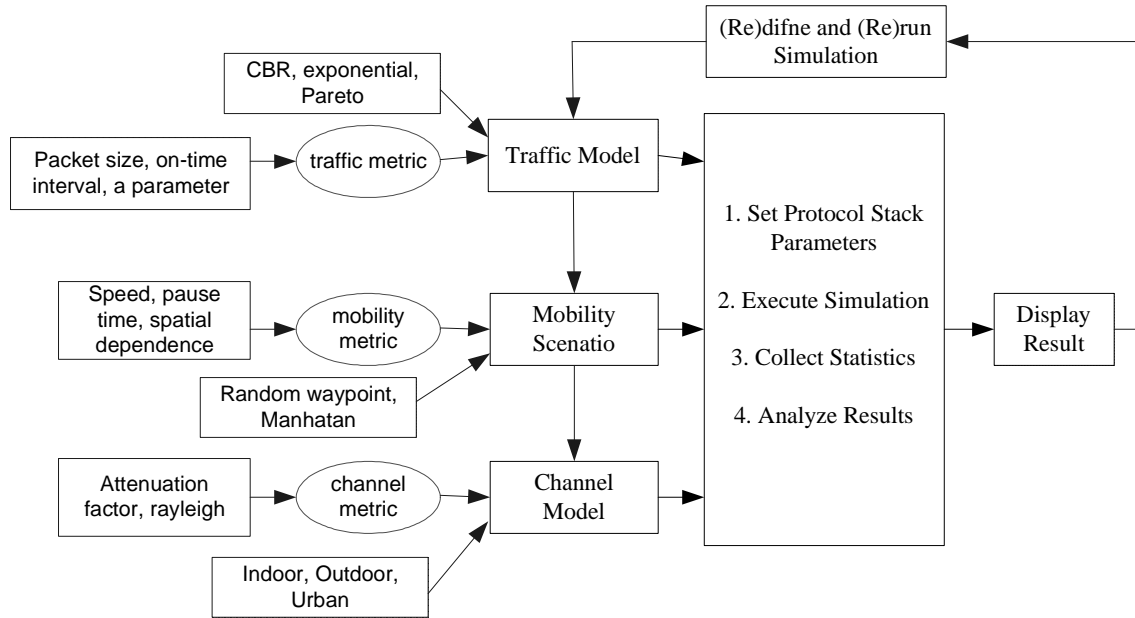 (Re)difne and (Re)run
Simulation
CBR, exponential,
Pareto
Packet size, on-time
interval, a parameter
traffic metric
Traffic Model
1. Set Protocol Stack
Parameters
2. Execute Simulation
3. Collect Statistics
4. Analyze Results
Speed, pause
time, spatial
dependence
mobility
metric
Mobility
Scenatio
Display
Result
Random waypoint,
Manhatan
Attenuation
factor, rayleigh
channel
metric
Channel
Model
Indoor, Outdoor,
Urban